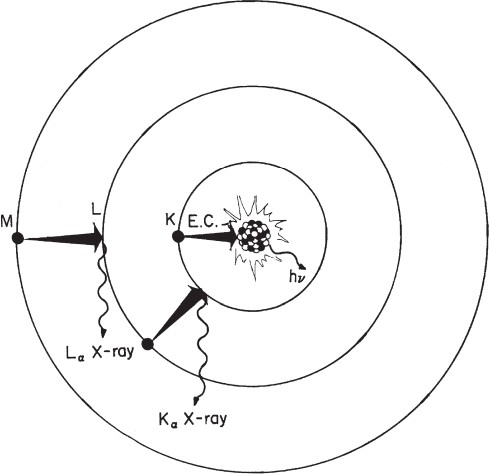 M
L
K E.C.
hν
Lα X-ray
Kα X-ray